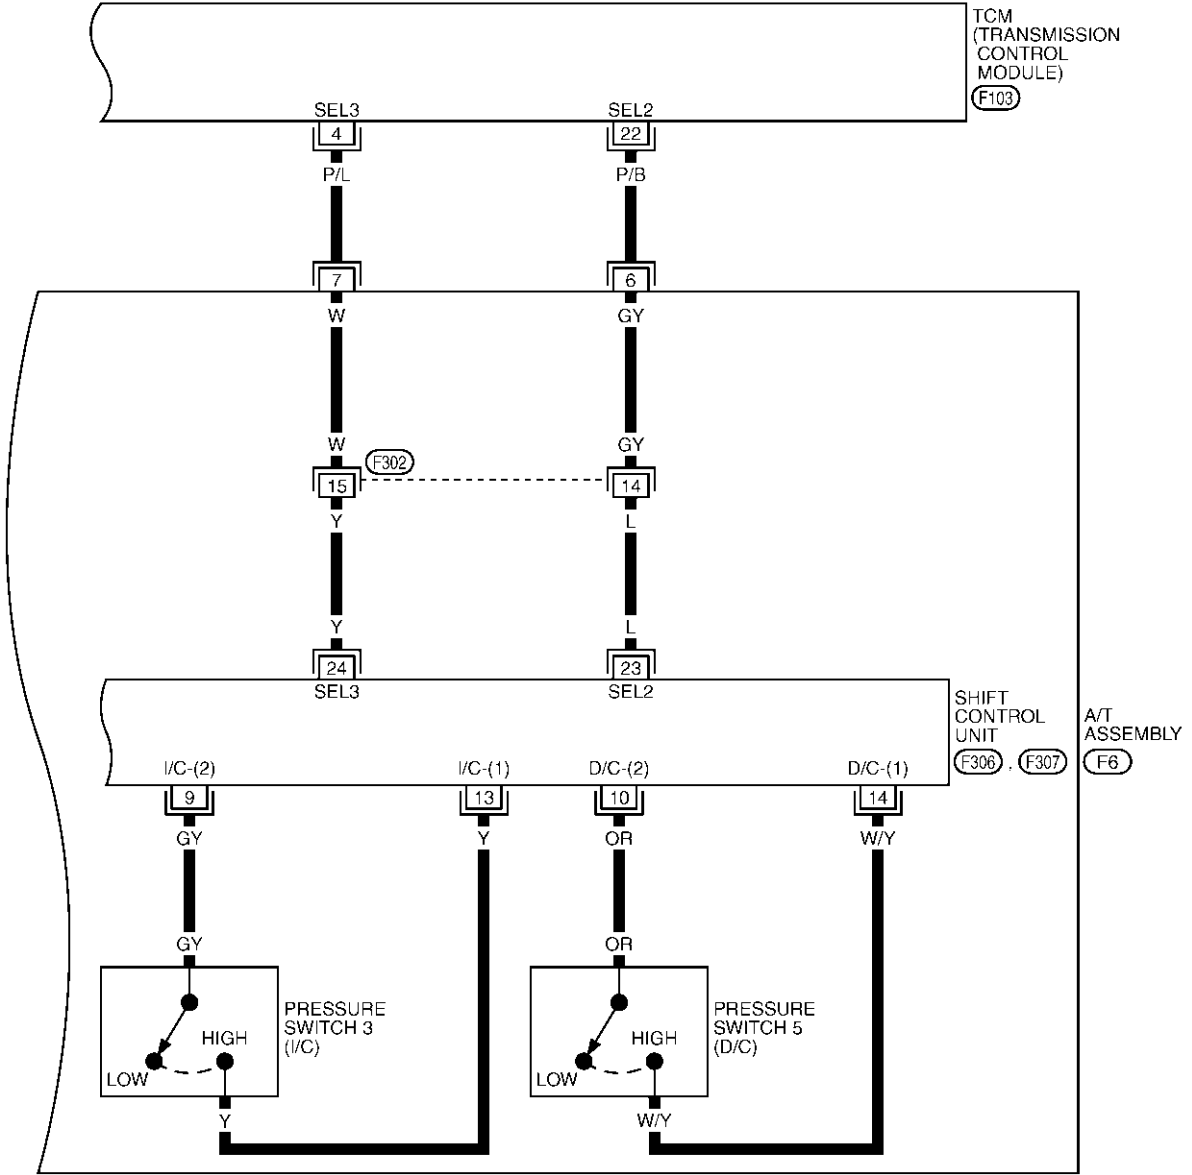 TCM
(TRANSMISSION
CONTROL
MODULE)
F103
SEL3 SEL2
4 22
P/L P/B
7 6
W GY
W GY
F302
15 14
Y L
Y L
24 23
SEL3 SEL2
SHIFT
CONTROL
UNIT
F306 , F307
A/T
ASSEMBLY
F6
I/C-(2) I/C-(1) D/C-(2) D/C-(1)
9 13 10 14
GY Y OR W/Y
GY OR
PRESSURE
SWITCH 3
(I/C)
HIGH
LOW
PRESSURE
SWITCH 5
(D/C)
HIGH
LOW
Y W/Y